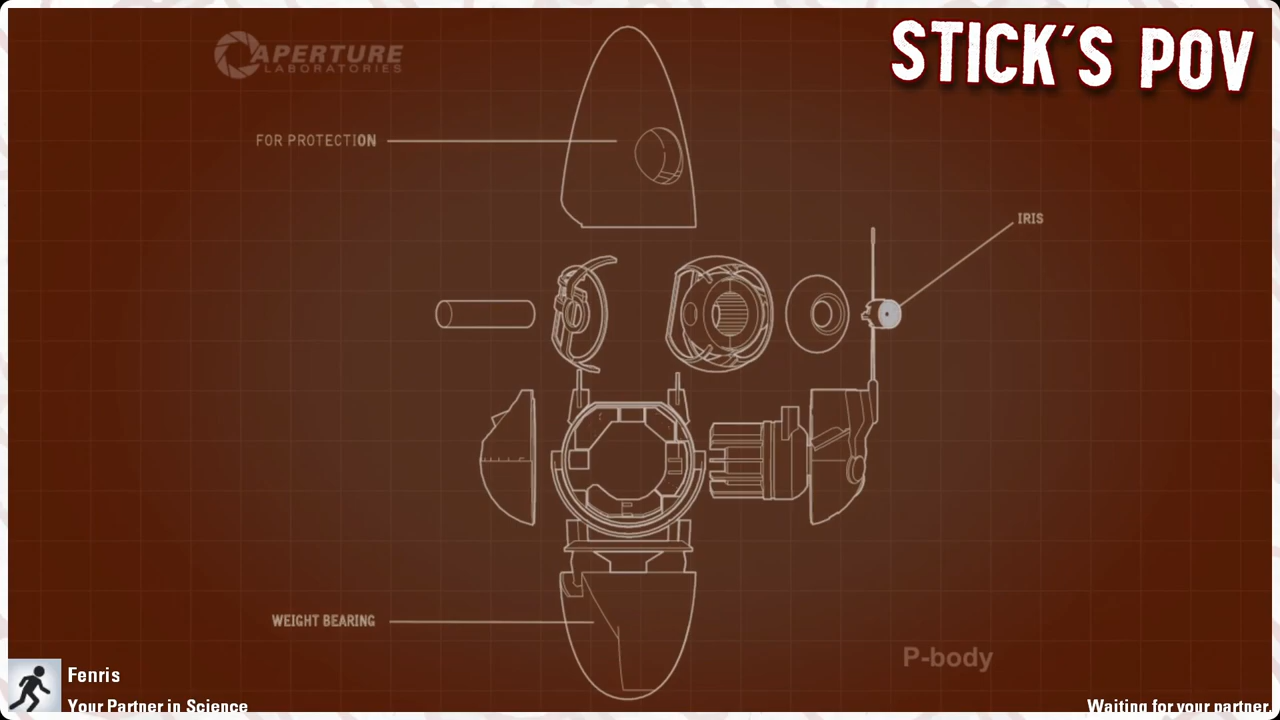 STICK'S POV
APERTURE
LABORATORIES
FOR PROTECTION
IRIS
WEIGHT BEARING
P-body
Fenris
Your Partner in Science
Waiting for your partner.